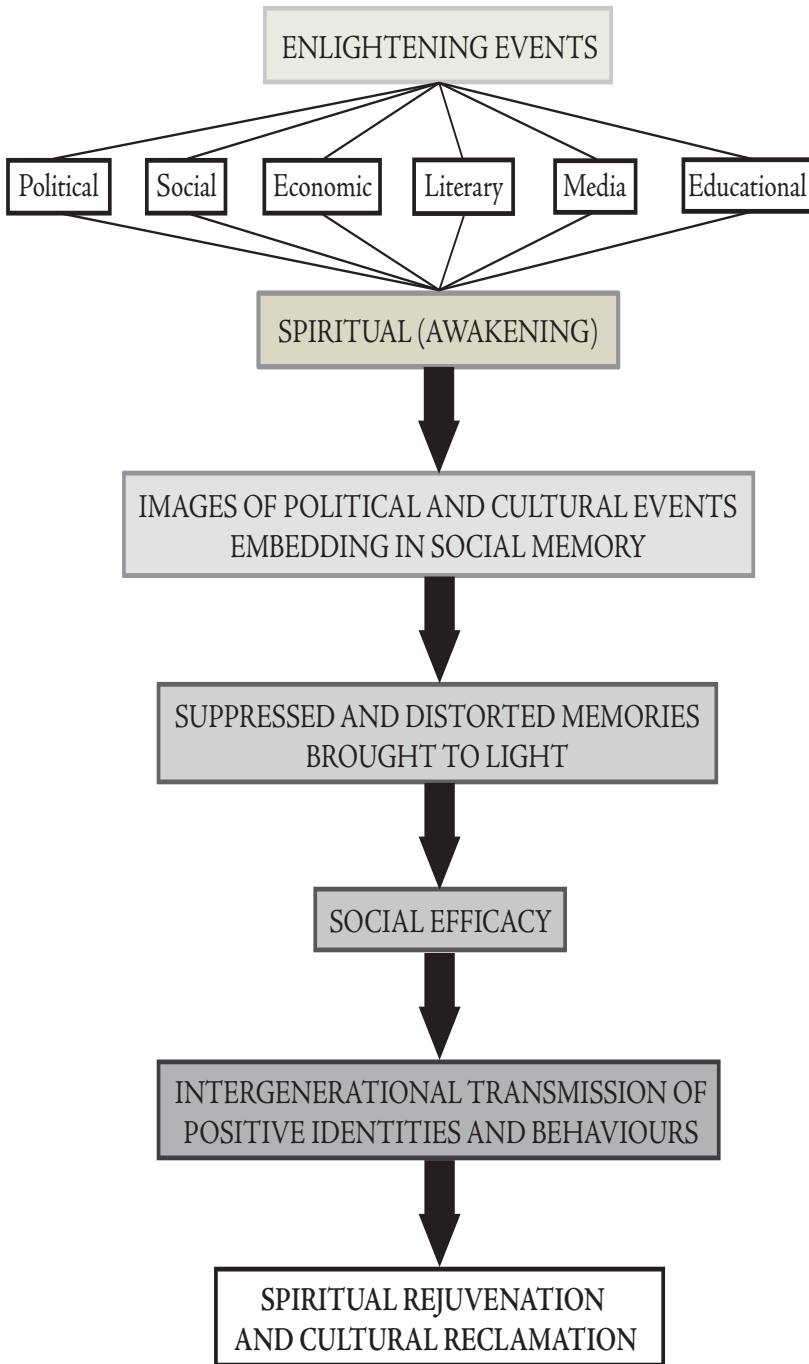 ENLIGHTENING EVENTS
Political
Social
Economic
Literary
Media
Educational
SPIRITUAL (AWAKENING)
IMAGES OF POLITICAL AND CULTURAL EVENTS
EMBEDDING IN SOCIAL MEMORY
SUPPRESSED AND DISTORTED MEMORIES
BROUGHT TO LIGHT
SOCIAL EFFICACY
INTERGENERATIONAL TRANSMISSION OF
POSITIVE IDENTITIES AND BEHAVIOURS
SPIRITUAL REJUVENATION
AND CULTURAL RECLAMATION